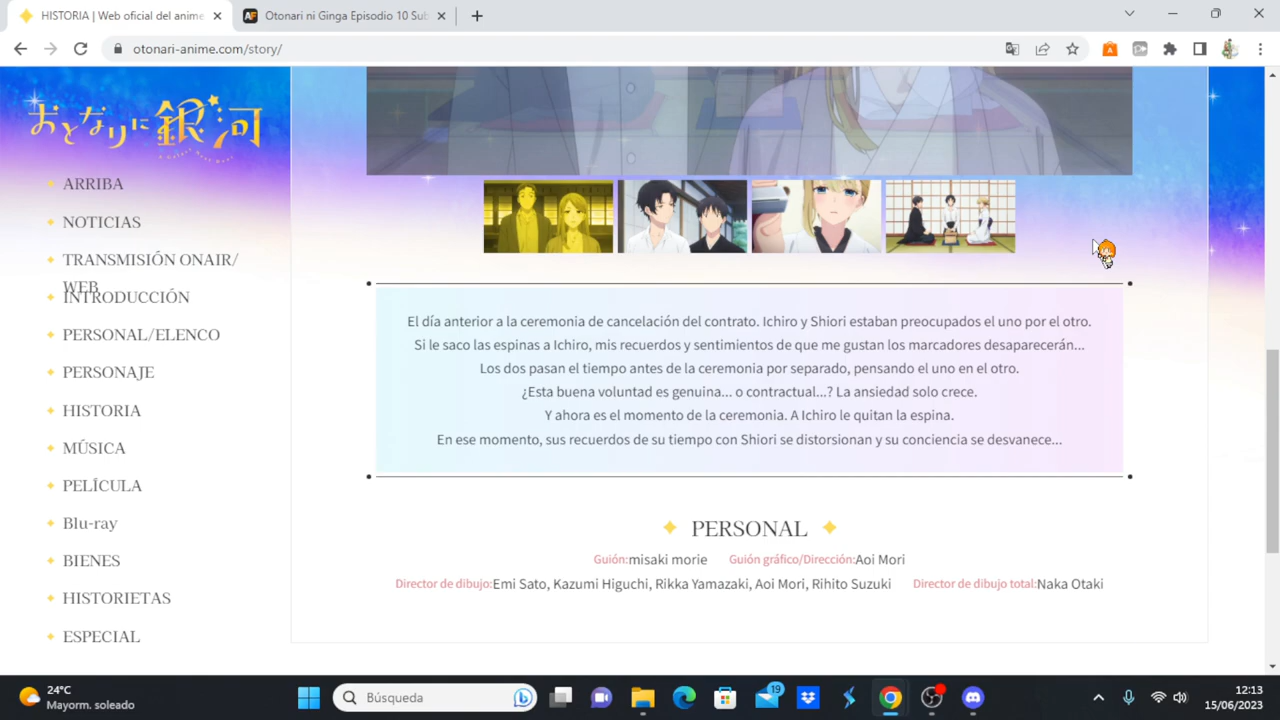 HISTORIA | Web oficial del anime
Otonari ni Ginga Episodio 10 Sub
otonari-anime.com/story/
おとなりに銀河
ARRIBA
NOTICIAS
TRANSMISIÓN ONAIR/
WEB
INTRODUCCIÓN
PERSONAL/ELENCO
PERSONAJE
HISTORIA
MÚSICA
PELÍCULA
Blu-ray
BIENES
HISTORIETAS
ESPECIAL
El día anterior a la ceremonia de cancelación del contrato. Ichiro y Shiori estaban preocupados el uno por el otro.
Si le saco las espinas a Ichiro, mis recuerdos y sentimientos de que me gustan los marcadores desaparecerán...
Los dos pasan el tiempo antes de la ceremonia por separado, pensando el uno en el otro.
¿Esta buena voluntad es genuina... o contractual...? La ansiedad solo crece.
Y ahora es el momento de la ceremonia. A Ichiro le quitan la espina.
En ese momento, sus recuerdos de su tiempo con Shiori se distorsionan y su conciencia se desvanece...
PERSONAL
Guión:misaki morie Guión gráfico/Dirección:Aoi Mori
Director de dibujo:Emi Sato, Kazumi Higuchi, Rikka Yamazaki, Aoi Mori, Rihito Suzuki Director de dibujo total:Naka Otaki
24°C
Mayorm. soleado
Búsqueda
19
12:13
15/06/2023